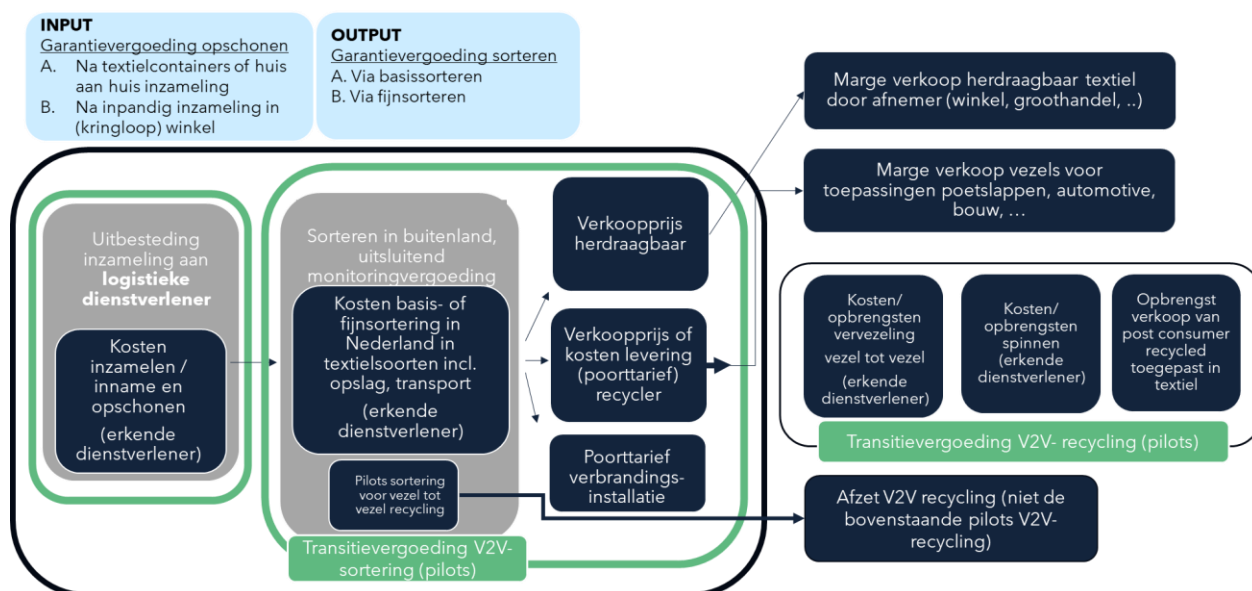 INPUT
Garantievergoeding opschonen
A. Na textielcontainers of huis
aan huis inzameling
B. Na inpandig inzameling in
(kringloop) winkel
OUTPUT
Garantievergoeding sorteren
A. Via basissorteren
B. Via fijnsorteren
Marge verkoop herdraagbaar textiel
door afnemer (winkel, groothandel, ..)
Marge verkoop vezels voor
toepassingen poetslappen, automotive,
bouw, …
Uitbesteding
inzameling aan
logistieke
dienstverlener
Kosten
inzamelen /
inname en
opschonen
(erkende
dienstverlener)
Sorteren in buitenland,
uitsluitend
monitoringvergoeding
Kosten basis- of
fijnsortering in
Nederland in
textielsoorten incl.
opslag, transport
(erkende
dienstverlener)
Pilots sortering
voor vezel tot
vezel recycling
Transitievergoeding V2V-
sortering (pilots)
Verkoopprijs
herdraagbaar
Verkoopprijs of
kosten levering
(poorttarief)
recycler
Poorttarief
verbrandings-
installatie
Kosten/
opbrengsten
vervezeling
vezel tot vezel
(erkende
dienstverlener)
Kosten/
opbrengsten
spinnen
(erkende
dienstverlener)
Opbrengst
verkoop van
post consumer
recycled
toegepast in
textiel
Transitievergoeding V2V- recycling (pilots)
Afzet V2V recycling (niet de
bovenstaande pilots V2V-
recycling)